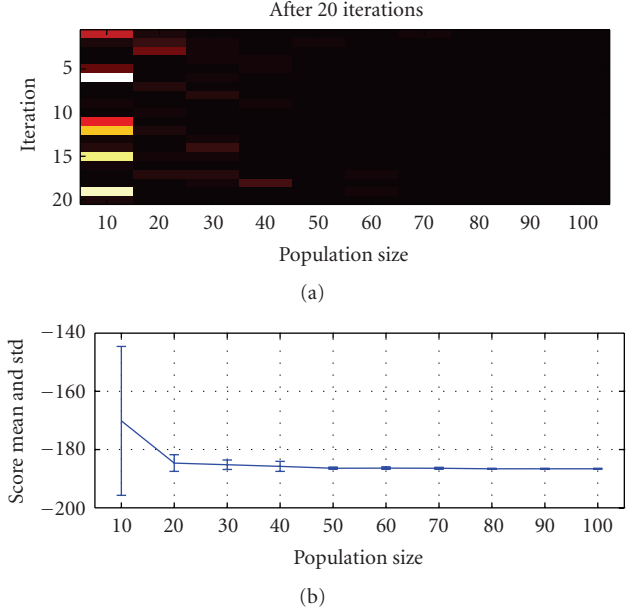 After 20 iterations
Iteration
5
10
15
20
10 20 30 40 50 60 70 80 90 100
Population size
(a)
Score mean and std
−140
−160
−180
−200
10 20 30 40 50 60 70 80 90 100
Population size
(b)